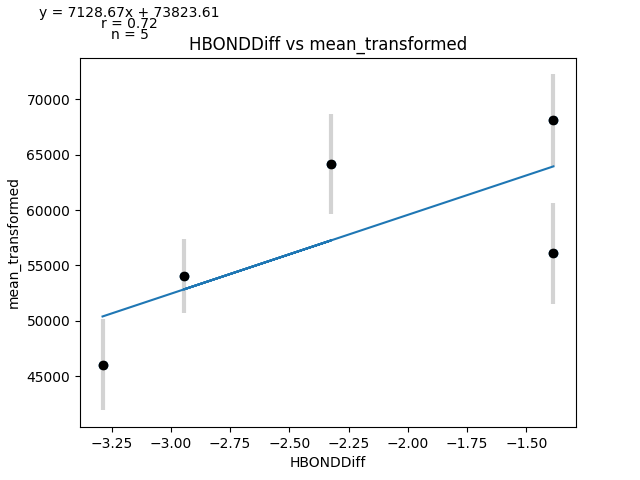 y = 7128.67x + 73823.61
r = 0.72
n = 5
HBONDDiff vs mean_transformed
mean_transformed
70000
65000
60000
55000
50000
45000
−3.25 −3.00 −2.75 −2.50 −2.25 −2.00 −1.75 −1.50
HBONDDiff